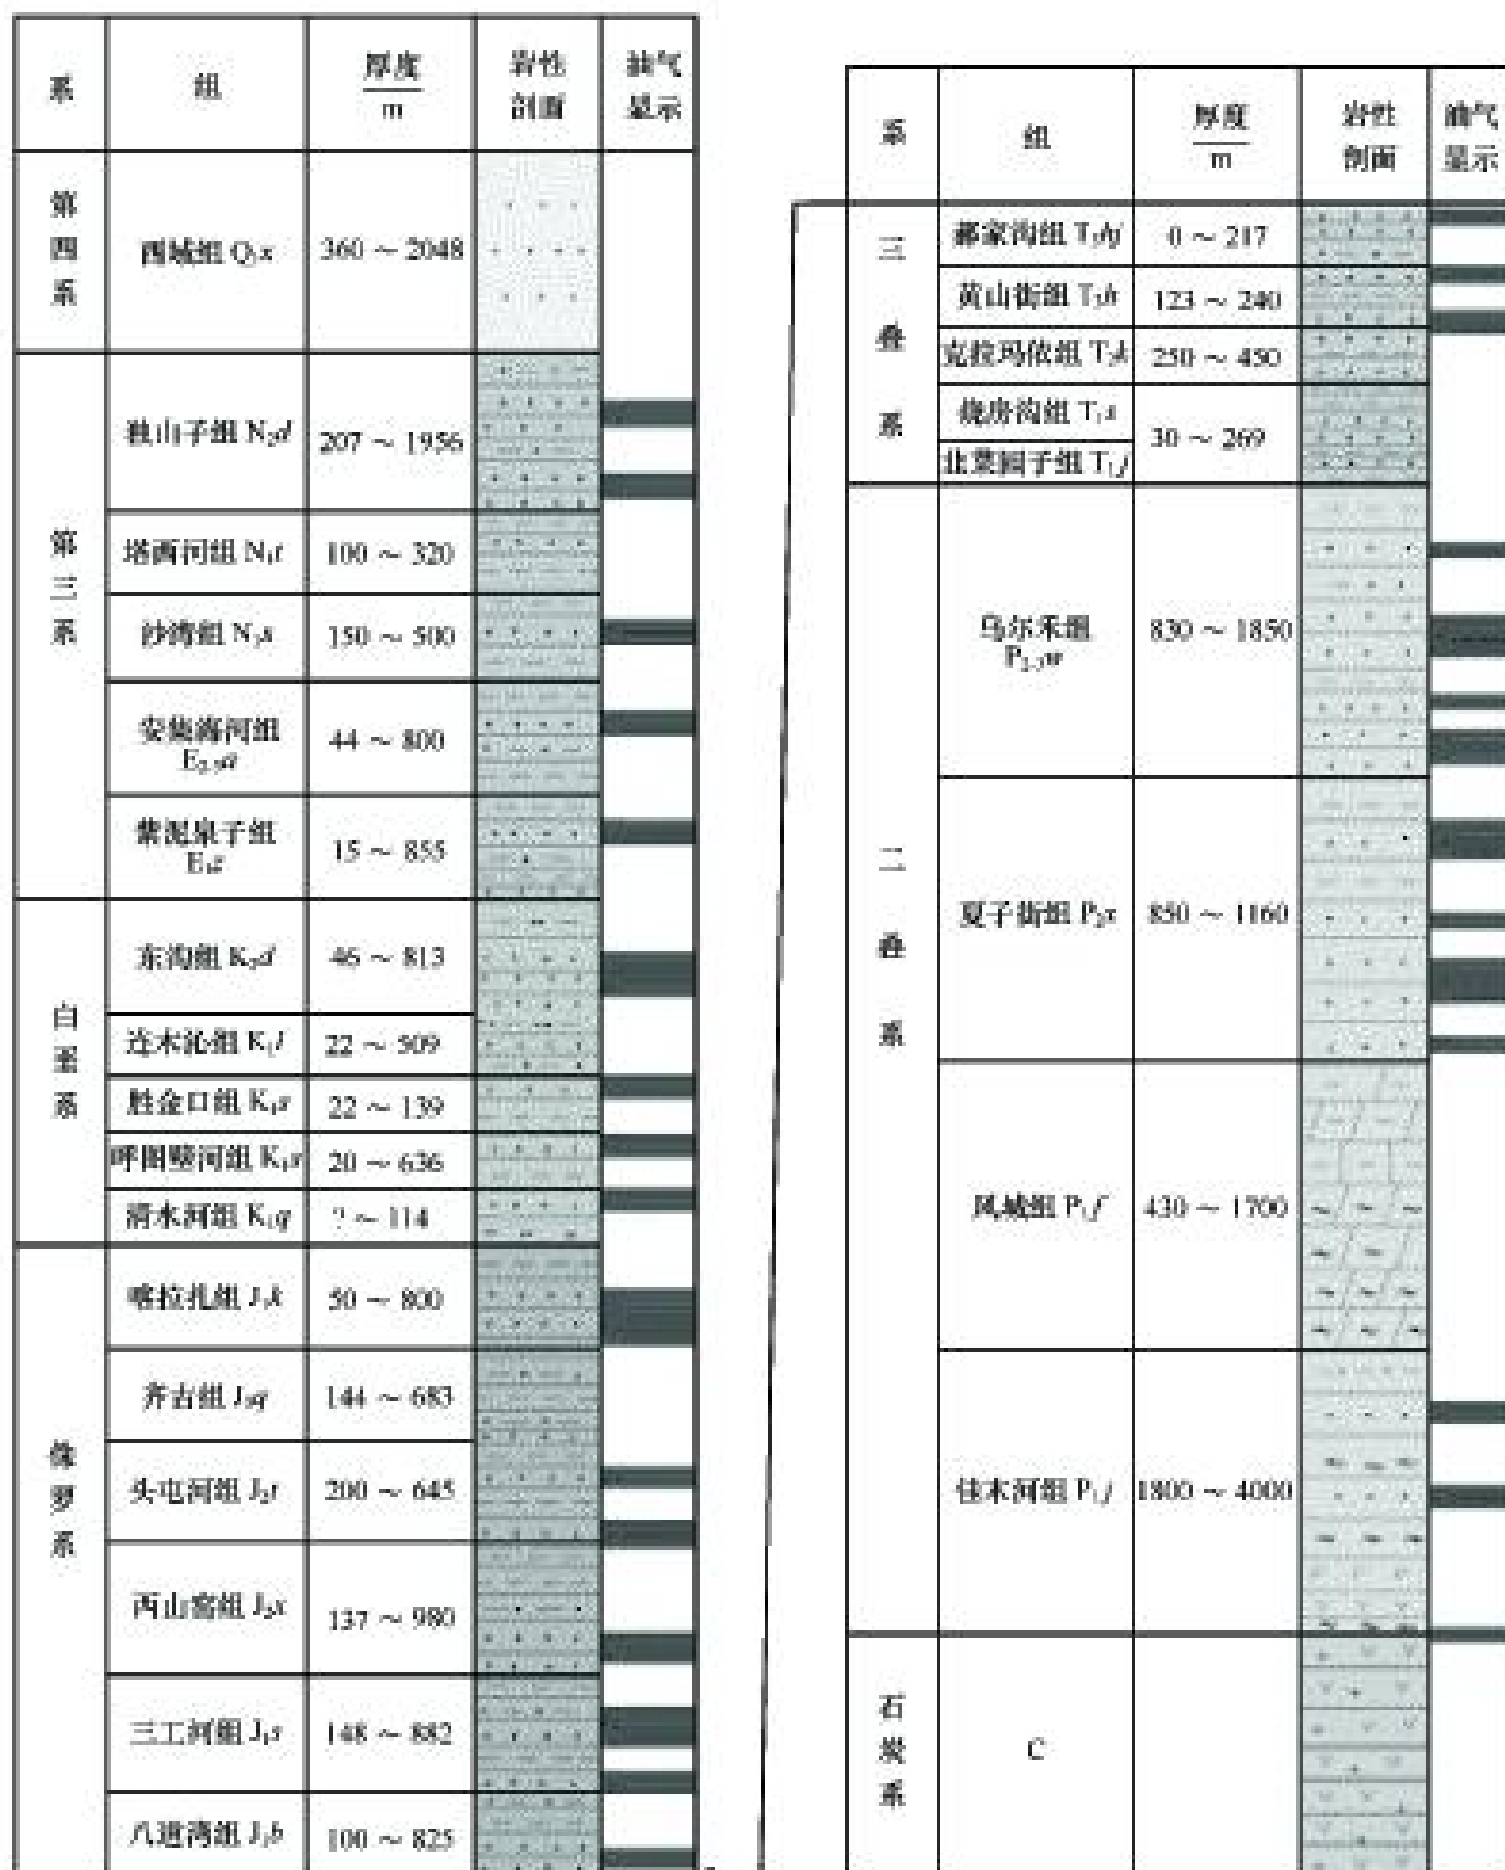 系
组
厚度
m
岩性
剖面
油气
显示
第
四
系
西域组 Q₁x
360 ~ 2048
第
三
系
独山子组 N₂d
207 ~ 1956
塔西河组 N₁t
100 ~ 320
沙湾组 N₁s
150 ~ 500
安集海河组
E₂₋₃a
44 ~ 800
紫泥泉子组
15 ~ 855
白
垩
系
东沟组 K₂d
46 ~ 813
连木沁组 K₁l
22 ~ 509
胜金口组 K₁s
22 ~ 139
呼图壁河组
20 ~ 636
清水河组 K₁q
? ~ 114
侏
罗
系
喀拉扎组 J₃k
50 ~ 800
齐古组 J₃q
144 ~ 683
头屯河组 J₂t
200 ~ 645
西山窑组 J₂x
137 ~ 980
三工河组 J₁s
148 ~ 882
八道湾组 J₁b
100 ~ 825
系
组
厚度
m
岩性
剖面
油气
显示
三
叠
系
郝家沟组 T₃hj
0 ~ 217
黄山街组 T₃h
123 ~ 240
克拉玛依组 T₂k
250 ~ 450
烧房沟组 T₁s
30 ~ 269
韭菜园子组 T₁j
二
叠
系
乌尔禾组
P₂₋₃w
830 ~ 1850
夏子街组 P₂x
850 ~ 1160
风城组 P₁f
430 ~ 1700
佳木河组 P₁j
1800 ~ 4000
石
炭
系
C